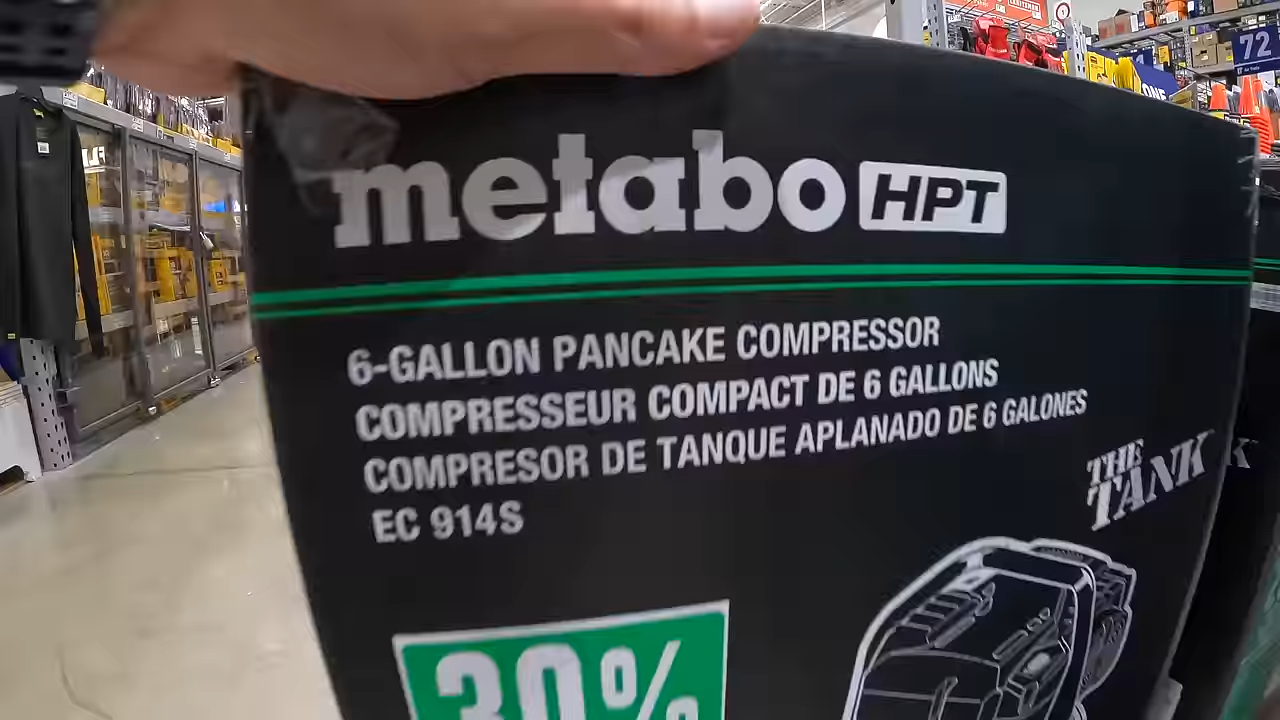 metabo HPT
6-GALLON PANCAKE COMPRESSOR
COMPRESSEUR COMPACT DE 6 GALLONS
COMPRESOR DE TANQUE APLANADO DE 6 GALONES
EC 914S
THE
TANK
30%
72